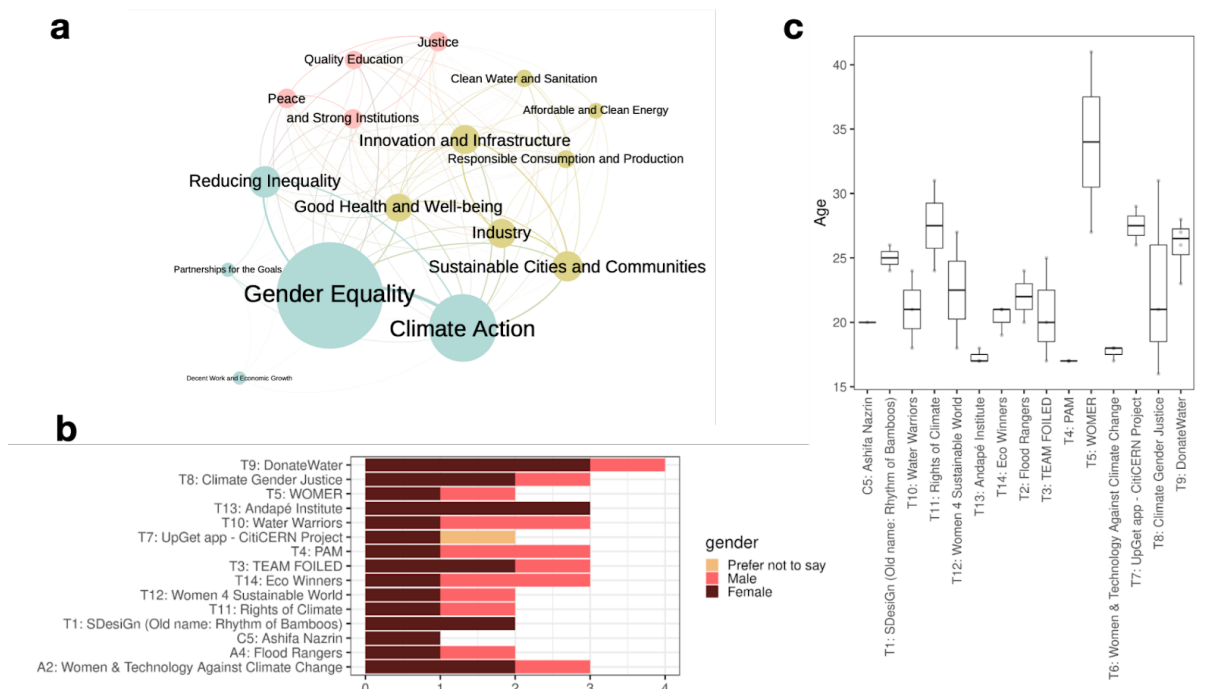 a
Justice
Quality Education
Clean Water and Sanitation
Peace
Affordable and Clean Energy
and Strong Institutions
Innovation and Infrastructure
Responsible Consumption and Production
Reducing Inequality
Good Health and Well-being
Industry
Sustainable Cities and Communities
Partnerships for the Goals
Gender Equality
Climate Action
Decent Work and Economic Growth
b
T9: DonateWater
T8: Climate Gender Justice
T5: WOMER
T13: Andapé Institute
T10: Water Warriors
T7: UpGet app - CitiCERN Project
T4: PAM
T3: TEAM FOILED
T14: Eco Winners
T12: Women 4 Sustainable World
T11: Rights of Climate
T1: SDesiGn (Old name: Rhythm of Bamboos)
C5: Ashifa Nazrin
A4: Flood Rangers
A2: Women & Technology Against Climate Change
0 1 2 3 4
gender
Prefer not to say
Male
Female
c
Age
40
35
30
25
20
15
C5: Ashifa Nazrin
T1: SDesiGn (Old name: Rhythm of Bamboos)
T10: Water Warriors
T11: Rights of Climate
T12: Women 4 Sustainable World
T13: Andapé Institute
T14: Eco Winners
T2: Flood Rangers
T3: TEAM FOILED
T4: PAM
T5: WOMER
T6: Women & Technology Against Climate Change
T7: UpGet app - CitiCERN Project
T8: Climate Gender Justice
T9: DonateWater